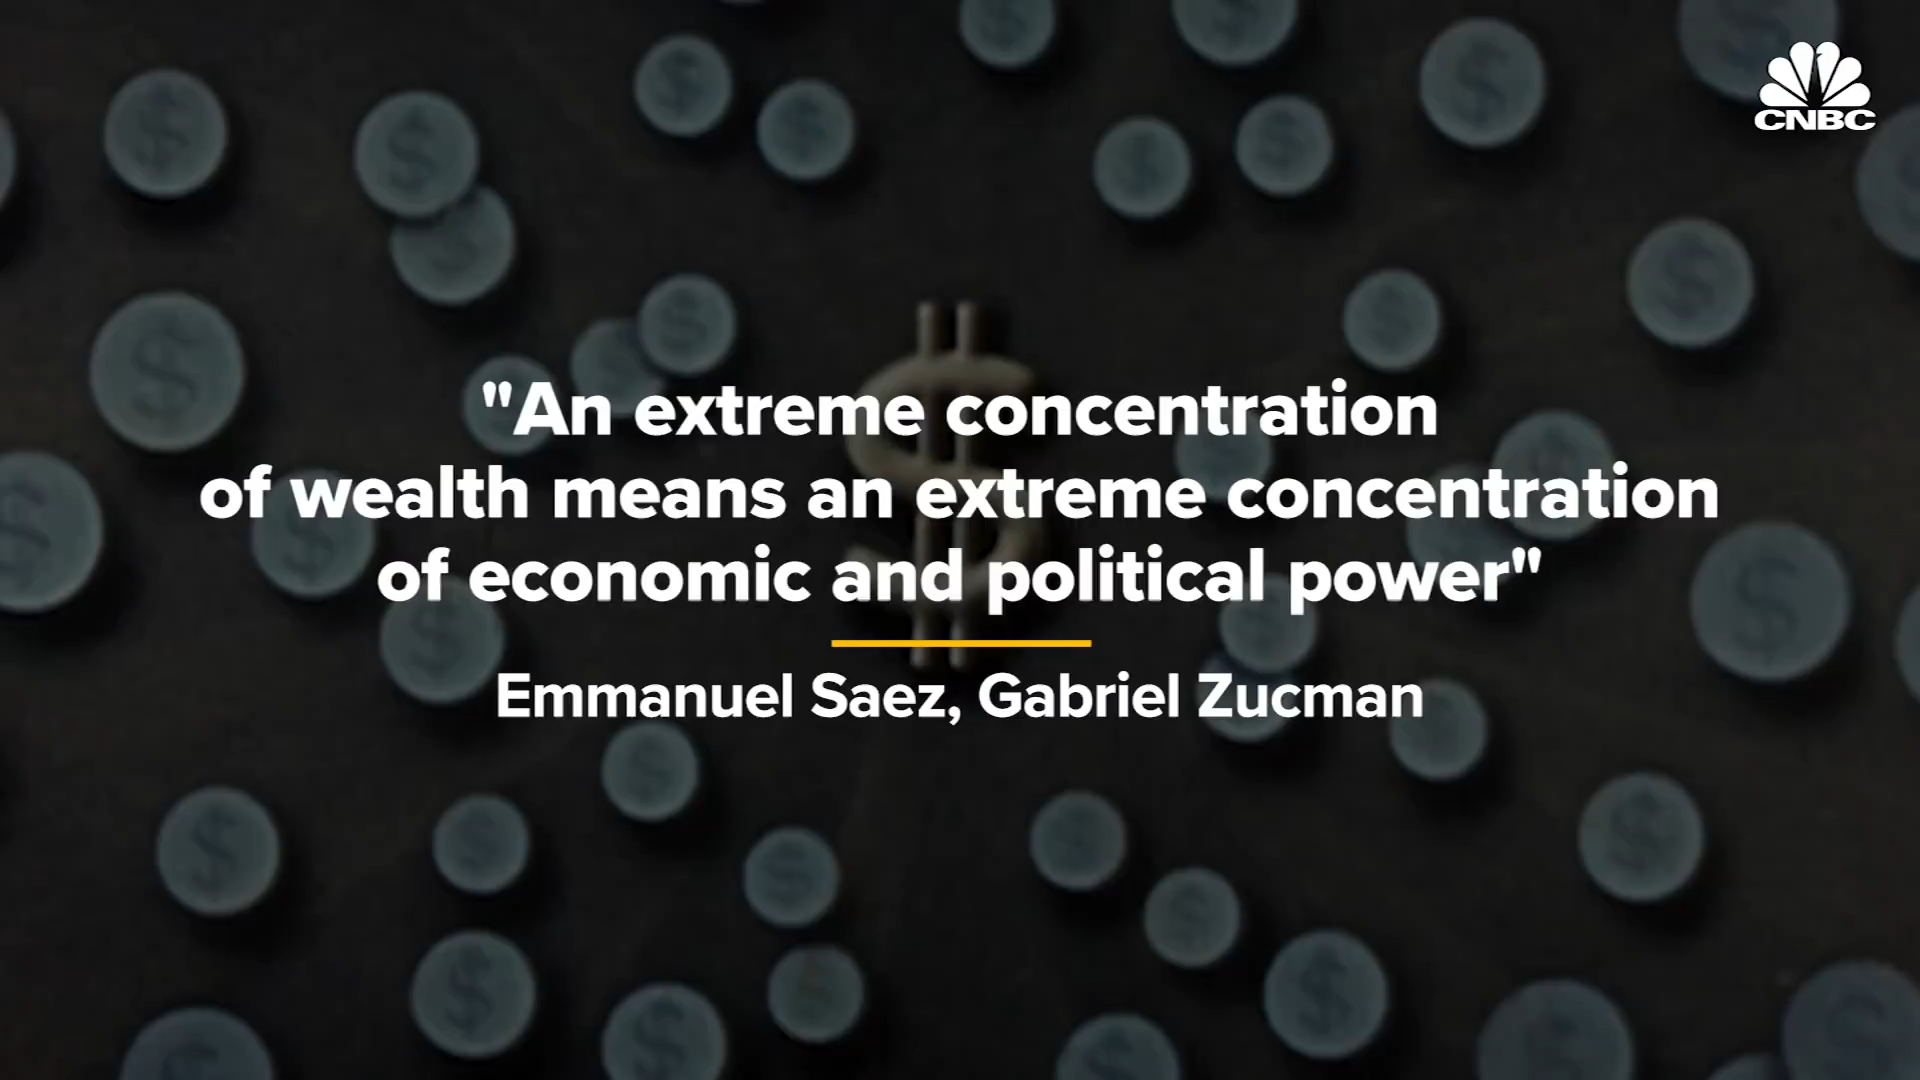 CNBC
"An extreme concentration
of wealth means an extreme concentration
of economic and political power"
Emmanuel Saez, Gabriel Zucman